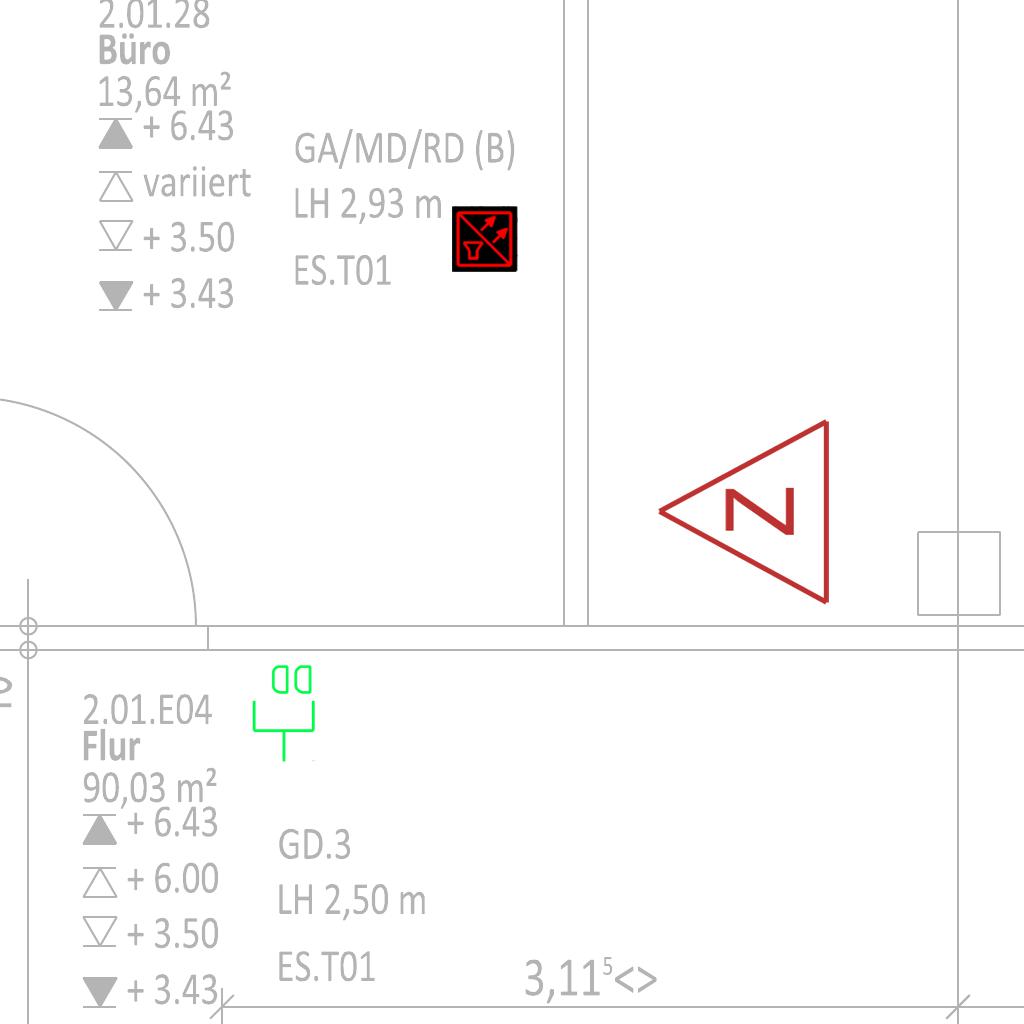 2.01.28
Büro
13,64 m²
+ 6.43
variiert
+ 3.50
+ 3.43
GA/MD/RD (B)
LH 2,93 m
ES.T01
N
2.01.E04
Flur
90,03 m²
+ 6.43
+ 6.00
+ 3.50
+ 3.43
GD.3
LH 2,50 m
ES.T01
3,11⁵<>